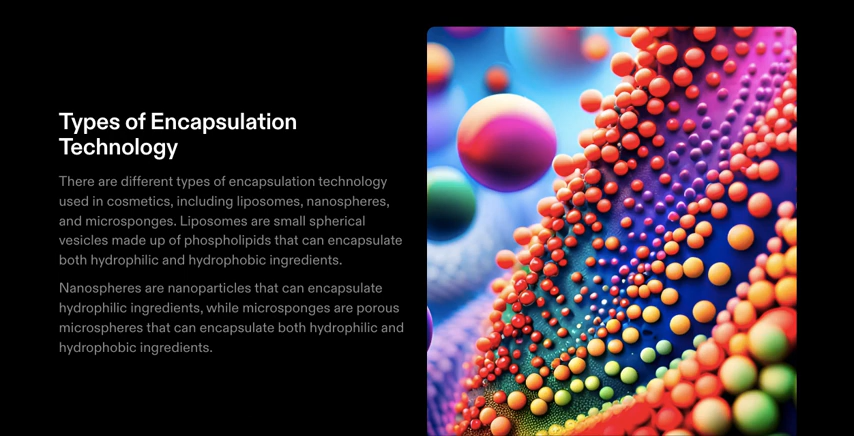 Types of Encapsulation
Technology
There are different types of encapsulation technology
used in cosmetics, including liposomes, nanospheres,
and microsponges. Liposomes are small spherical
vesicles made up of phospholipids that can encapsulate
both hydrophilic and hydrophobic ingredients.
Nanospheres are nanoparticles that can encapsulate
hydrophilic ingredients, while microsponges are porous
microspheres that can encapsulate both hydrophilic and
hydrophobic ingredients.